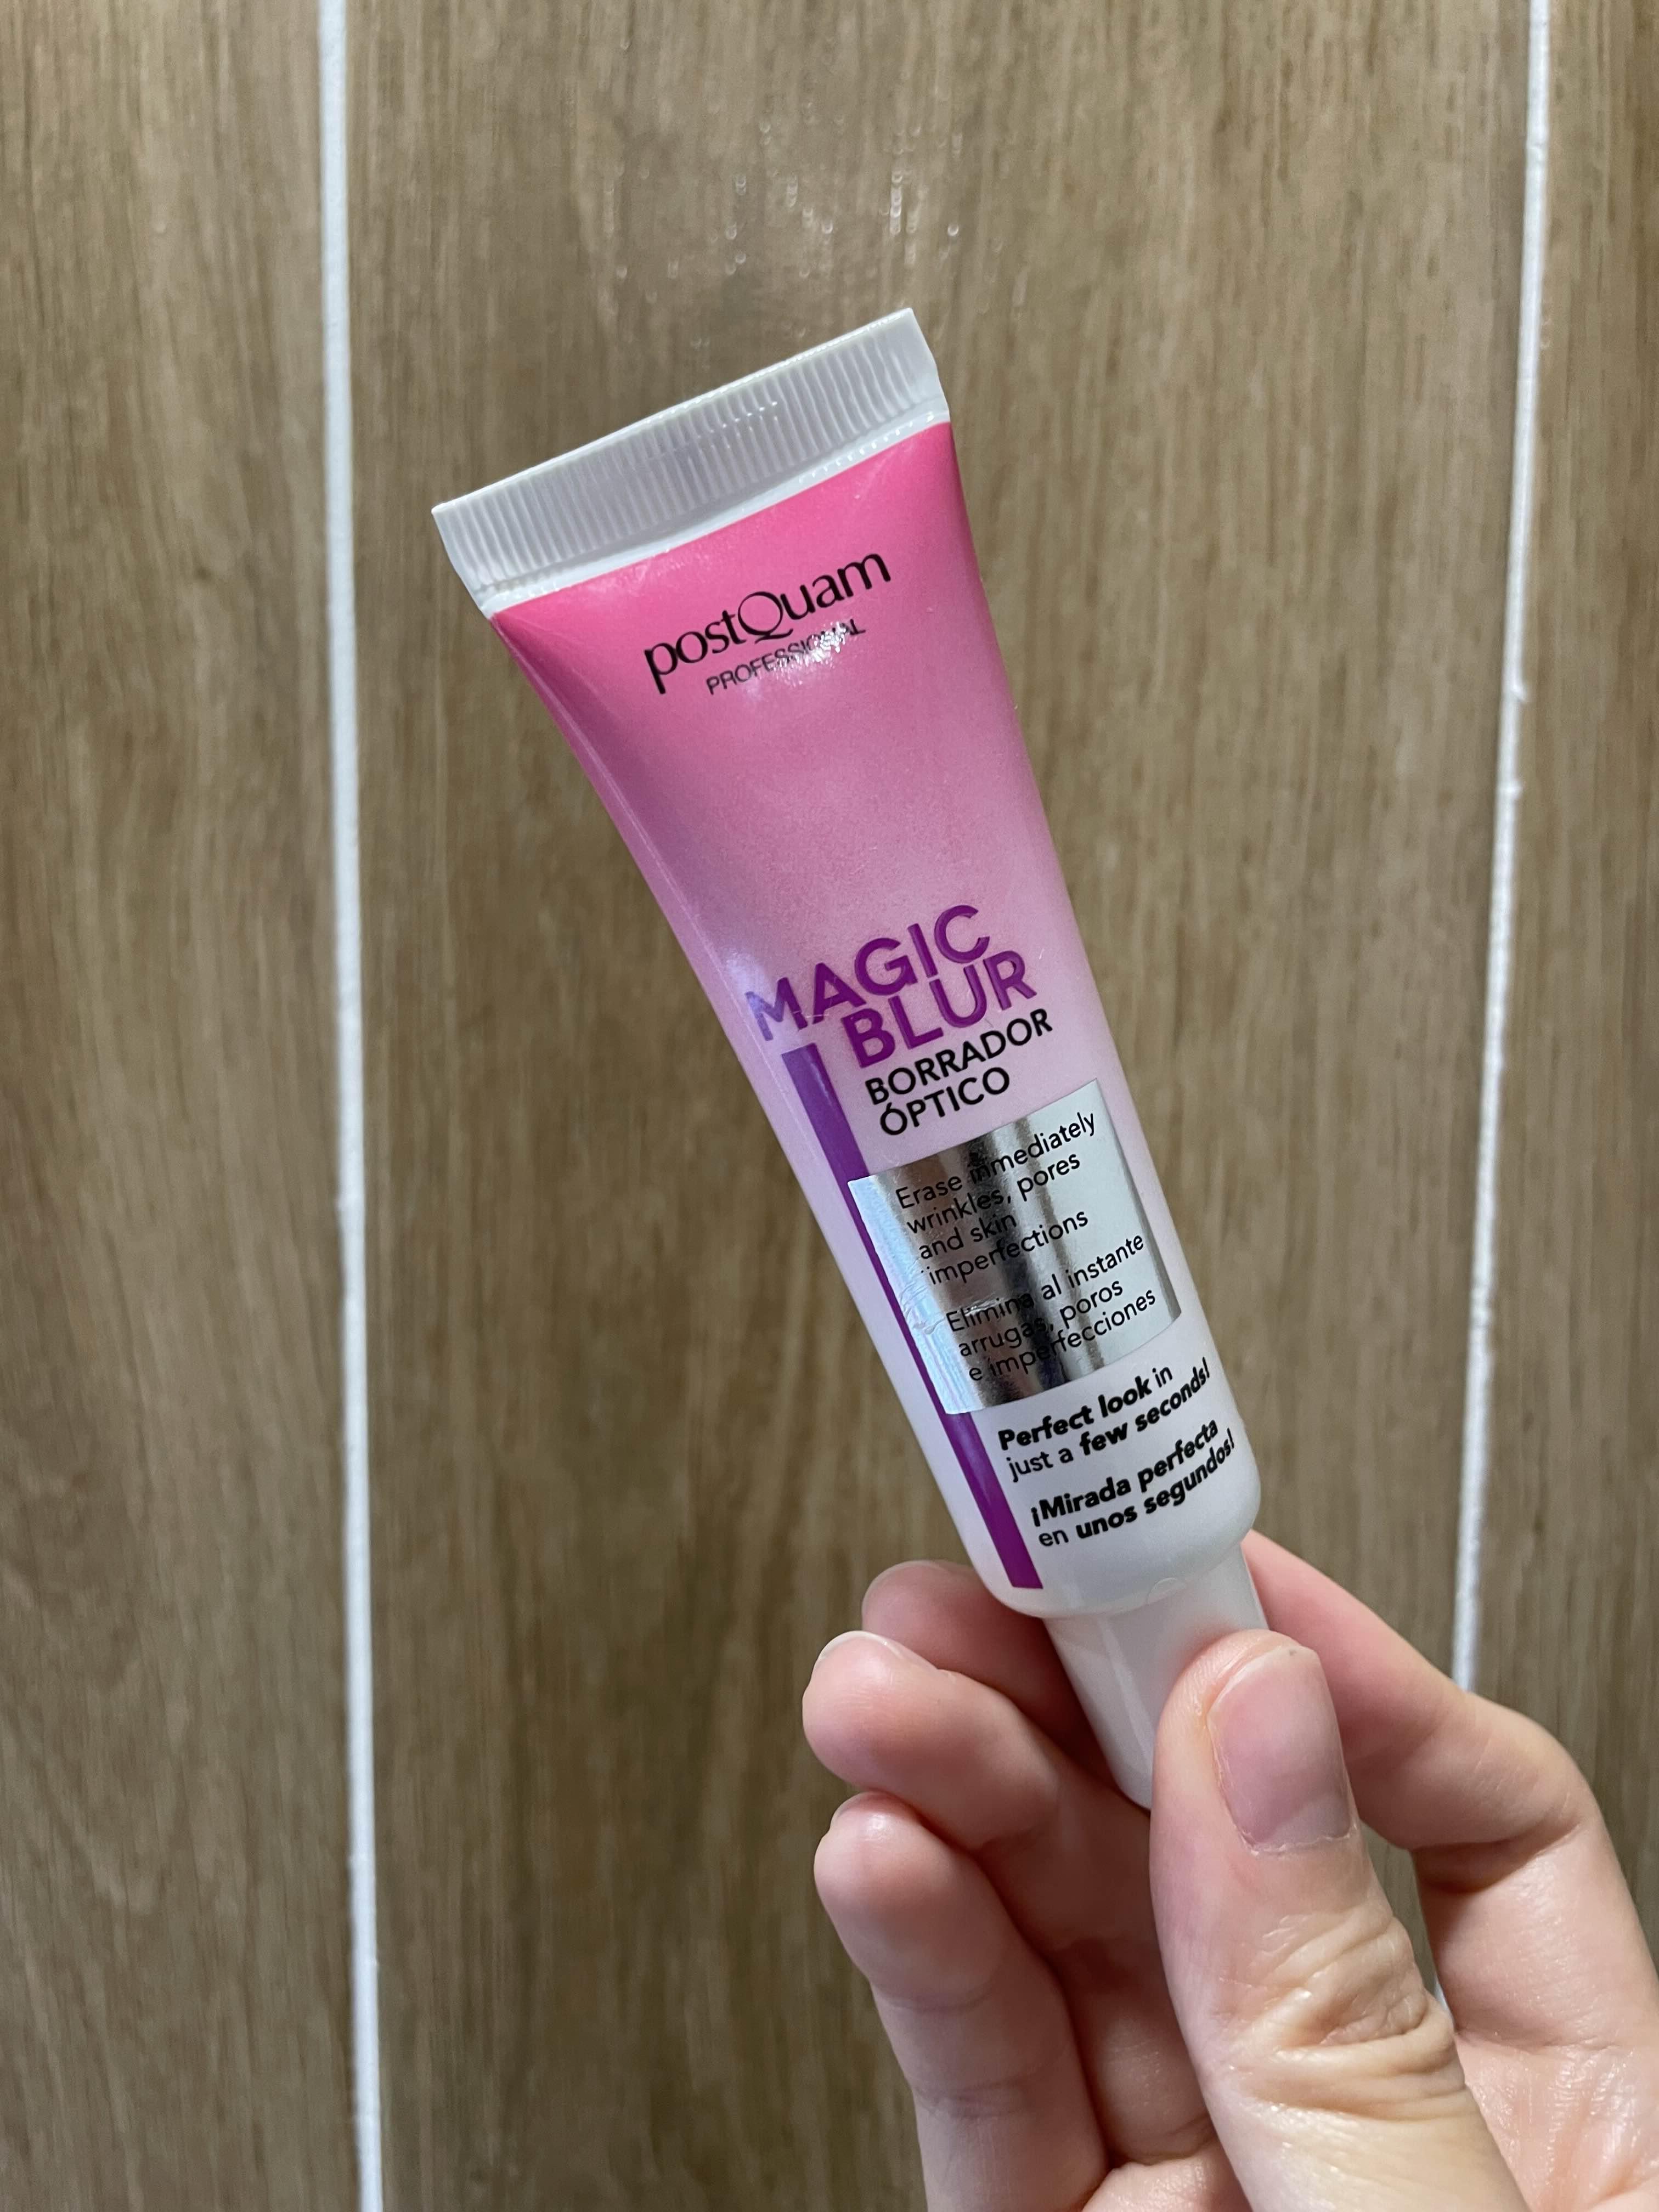 postQuam
PROFESSIONAL
MAGIC
BLUR
BORRADOR
ÓPTICO
Erase immediately
wrinkles, pores
and skin
imperfections
Elimina al instante
arrugas, poros
e imperfecciones
Perfect look in
just a few seconds!
¡Mirada perfecta
en unos segundos!